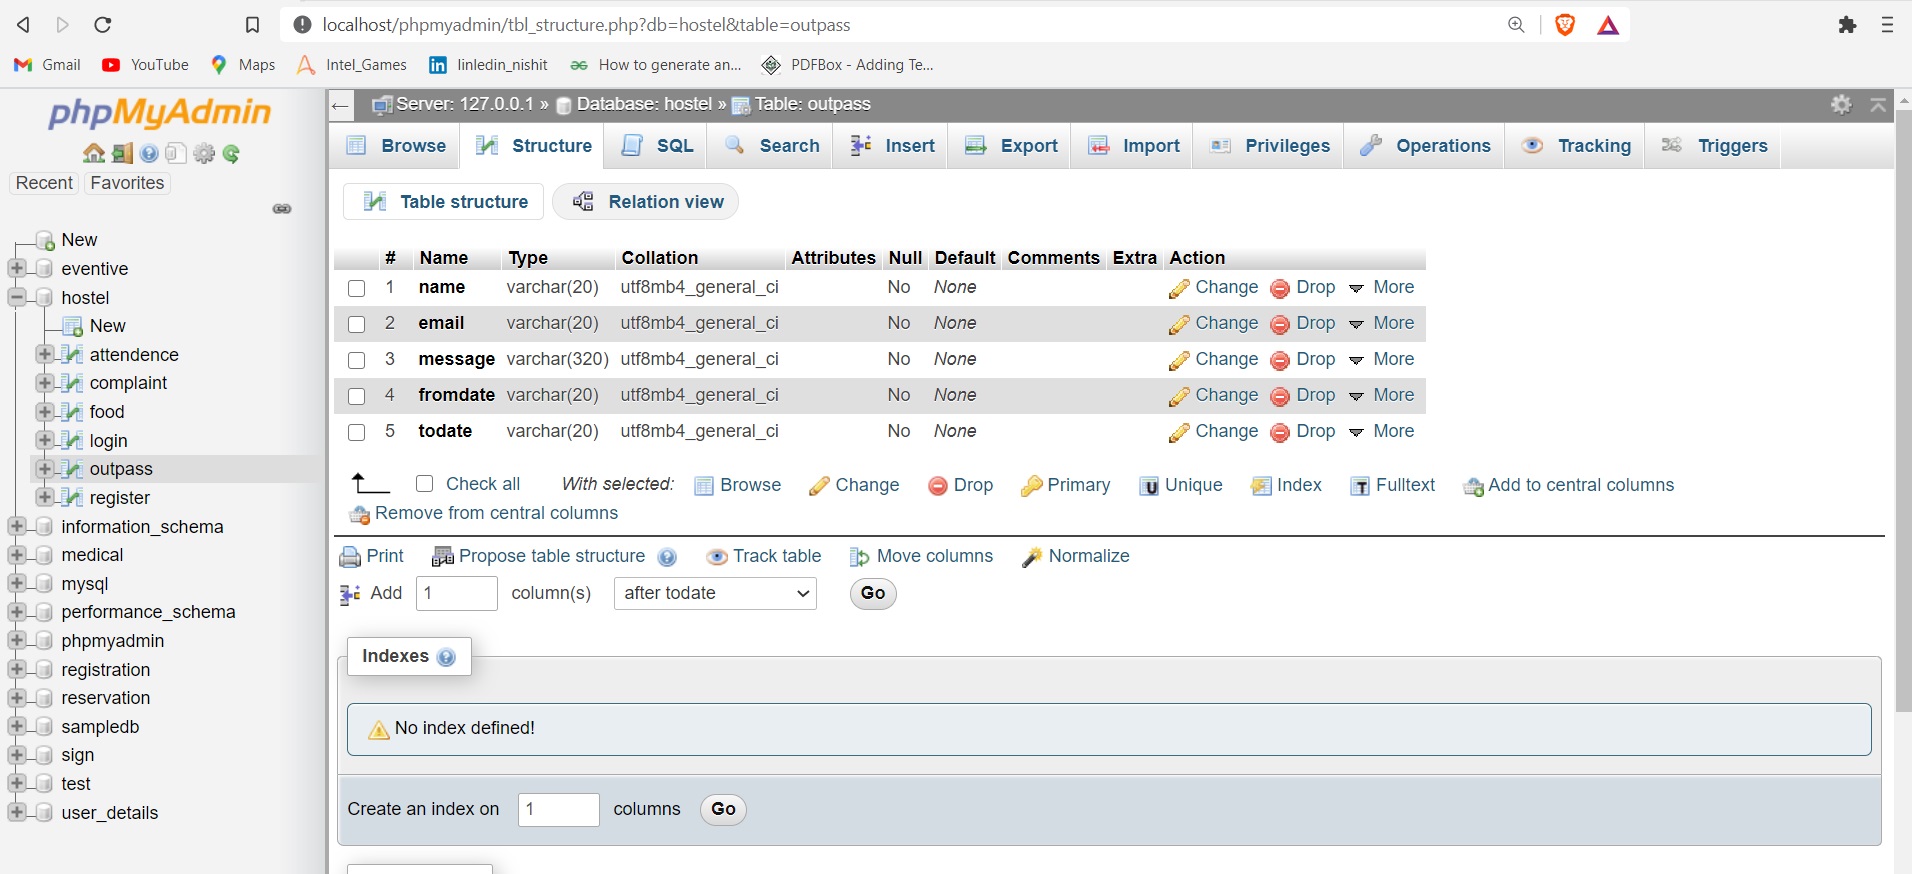 localhost/phpmyadmin/tbl_structure.php?db=hostel&table=outpass
Gmail YouTube Maps Intel_Games linledin_nishit How to generate an... PDFBox - Adding Te...
phpMyAdmin
Recent Favorites
New
eventive
hostel
New
attendence
complaint
food
login
outpass
register
information_schema
medical
mysql
performance_schema
phpmyadmin
registration
reservation
sampledb
sign
test
user_details
Server: 127.0.0.1 » Database: hostel » Table: outpass
Browse Structure SQL Search Insert Export Import Privileges Operations Tracking Triggers
Table structure Relation view
# Name Type Collation Attributes Null Default Comments Extra Action
1 name varchar(20) utf8mb4_general_ci No None Change Drop More
2 email varchar(20) utf8mb4_general_ci No None Change Drop More
3 message varchar(320) utf8mb4_general_ci No None Change Drop More
4 fromdate varchar(20) utf8mb4_general_ci No None Change Drop More
5 todate varchar(20) utf8mb4_general_ci No None Change Drop More
Check all With selected: Browse Change Drop Primary Unique Index Fulltext Add to central columns
Remove from central columns
Print Propose table structure Track table Move columns Normalize
Add 1 column(s) after todate Go
Indexes
No index defined!
Create an index on 1 columns Go